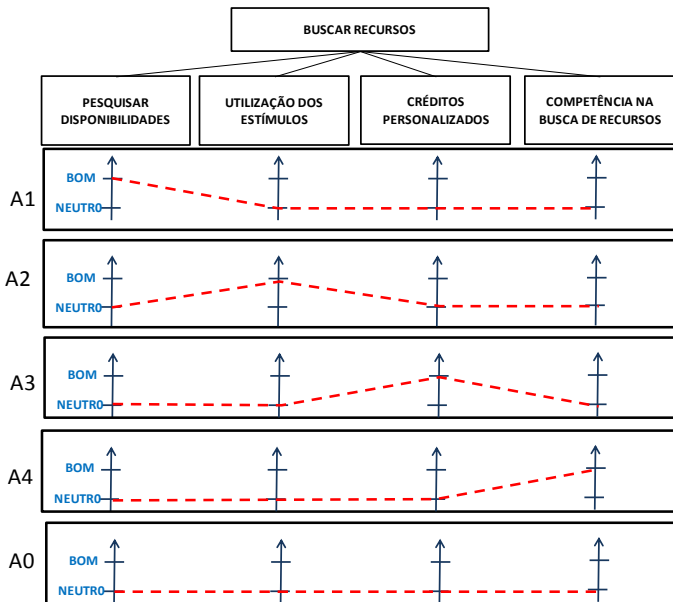 BUSCAR RECURSOS
PESQUISAR
DISPONIBILIDADES
UTILIZAÇÃO DOS
ESTÍMULOS
CRÉDITOS
PERSONALIZADOS
COMPETÊNCIA NA
BUSCA DE RECURSOS
A1
BOM
NEUTR0
A2
BOM
NEUTR0
A3
BOM
NEUTR0
A4
BOM
NEUTR0
A0
BOM
NEUTR0